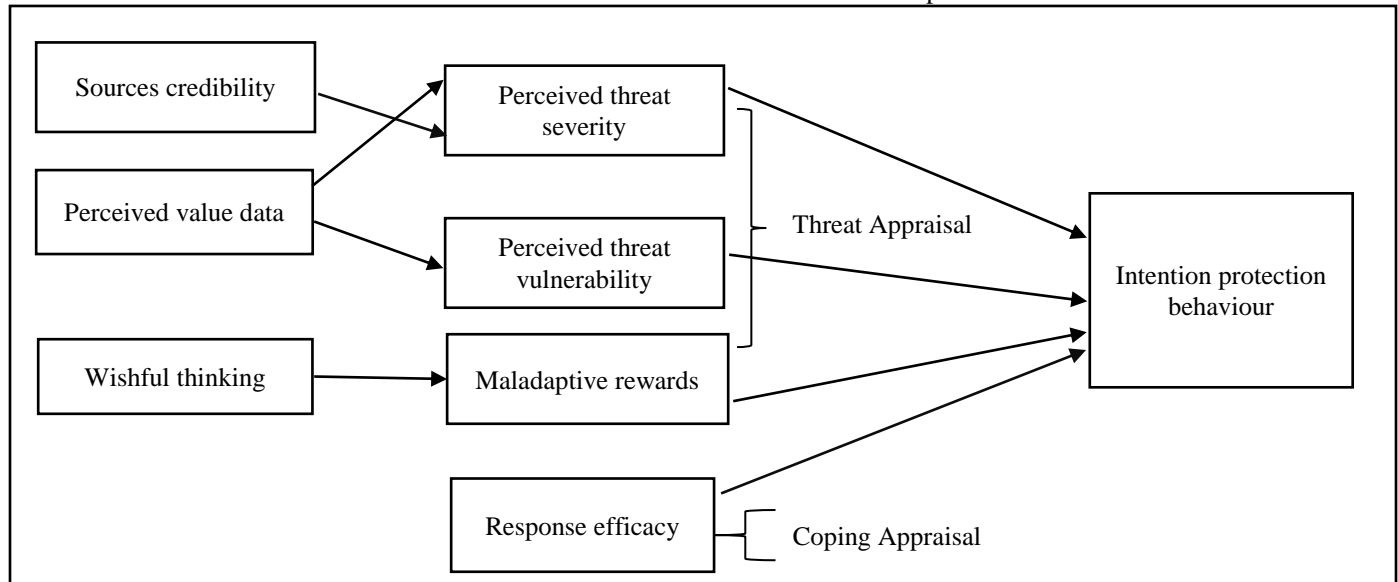 Sources credibility
Perceived threat
severity
Perceived value data
Threat Appraisal
Perceived threat
vulnerability
Intention protection
behaviour
Wishful thinking
Maladaptive rewards
Response efficacy
Coping Appraisal